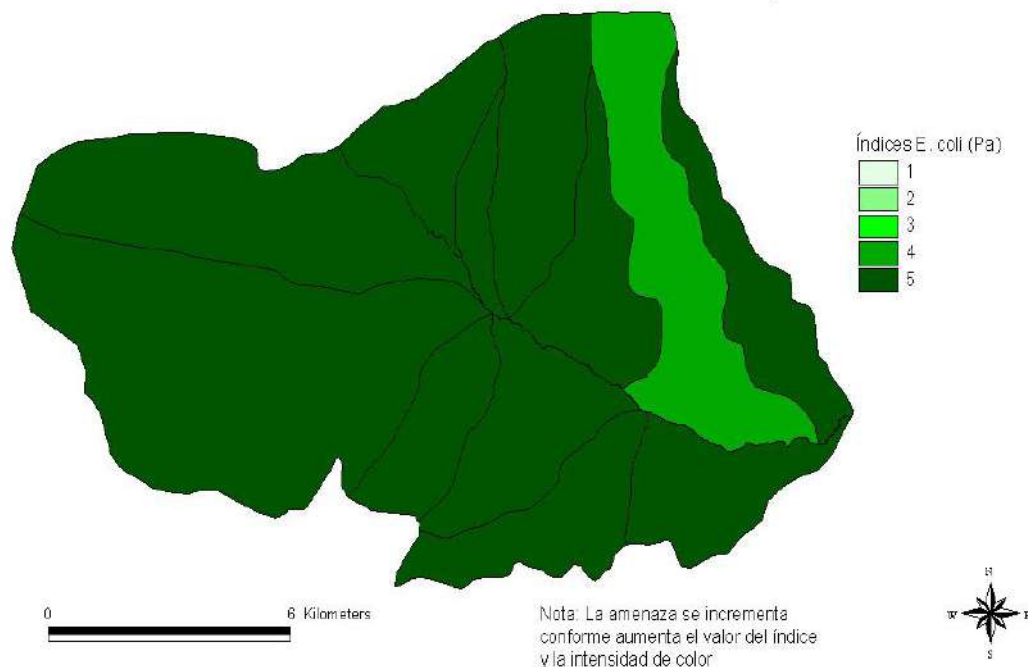 Índices E. coli (Pa)
1
2
3
4
5
0 6 Kilometers
Nota: La amenaza se incrementa
conforme aumenta el valor del índice
y la intensidad de color
N
W E
S